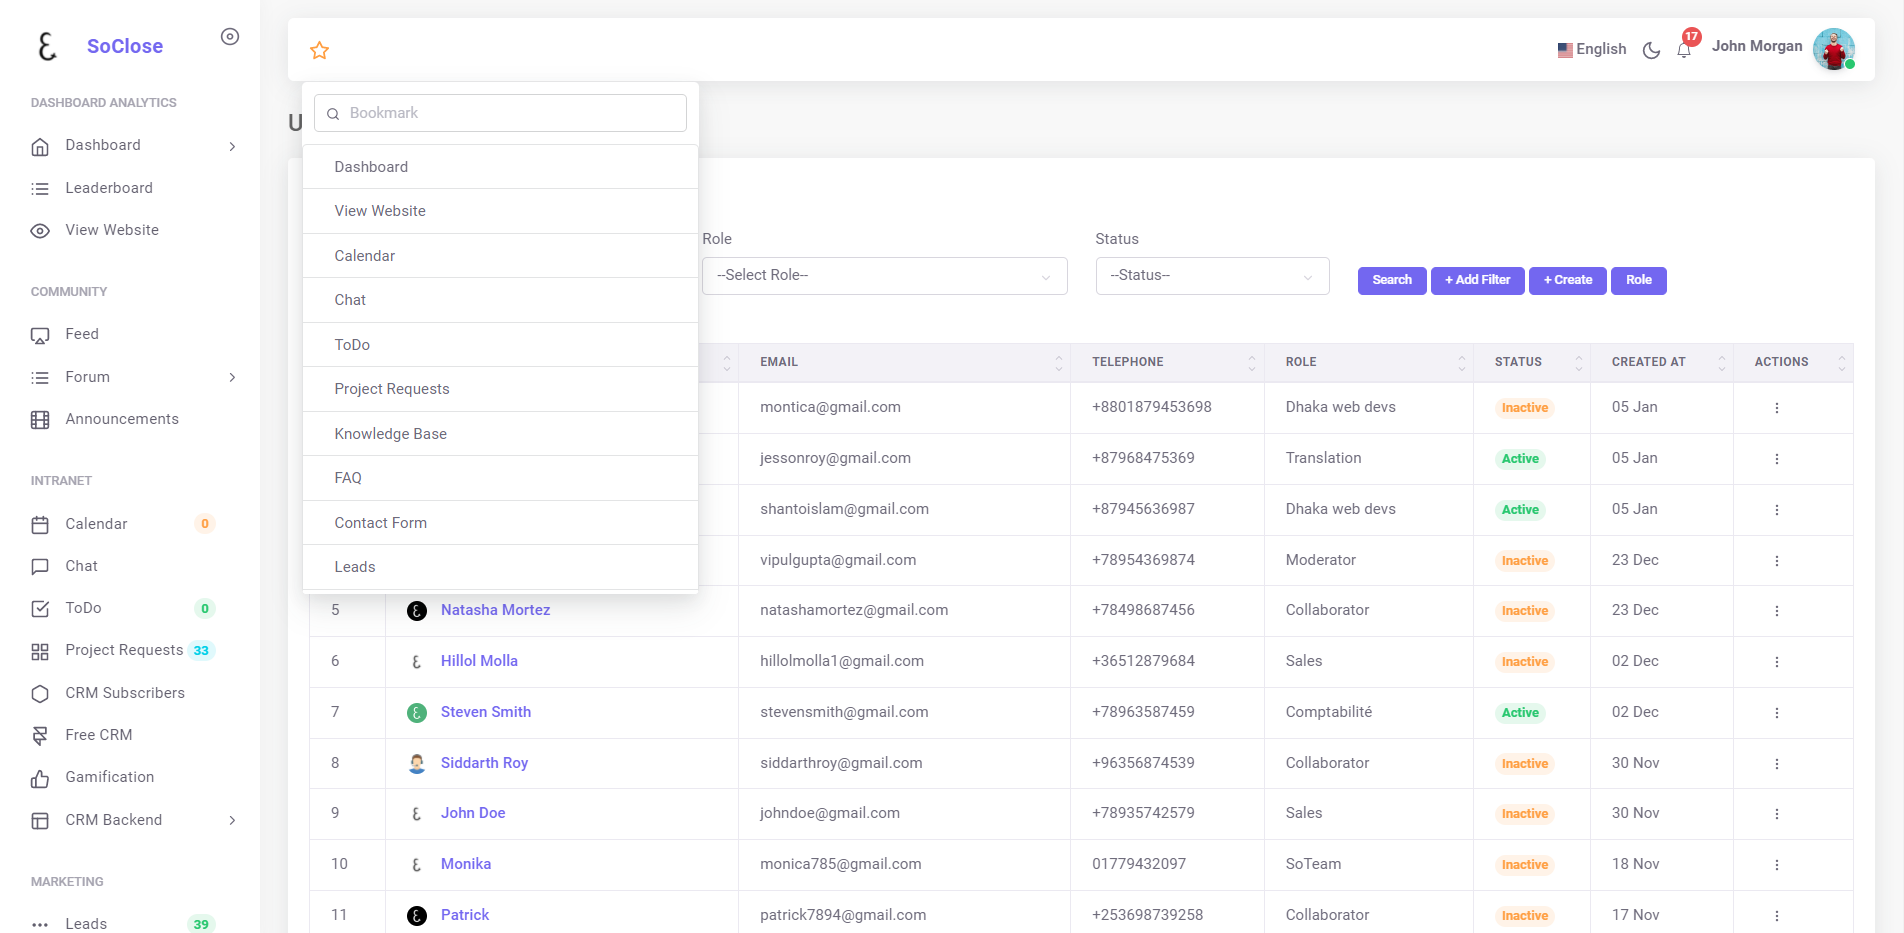 SoClose
English
17
John Morgan
DASHBOARD ANALYTICS
Dashboard
Leaderboard
View Website
COMMUNITY
Feed
Forum
Announcements
INTRANET
Calendar 0
Chat
ToDo 0
Project Requests 33
CRM Subscribers
Free CRM
Gamification
CRM Backend
MARKETING
Leads 39
U
Bookmark
Dashboard
View Website
Calendar
Chat
ToDo
Project Requests
Knowledge Base
FAQ
Contact Form
Leads
Role
--Select Role--
Status
--Status--
Search
+ Add Filter
+ Create
Role
EMAIL TELEPHONE ROLE STATUS CREATED AT ACTIONS
montica@gmail.com +8801879453698 Dhaka web devs Inactive 05 Jan
jessonroy@gmail.com +87968475369 Translation Active 05 Jan
shantoislam@gmail.com +87945636987 Dhaka web devs Active 05 Jan
vipulgupta@gmail.com +78954369874 Moderator Inactive 23 Dec
5 Natasha Mortez natashamortez@gmail.com +78498687456 Collaborator Inactive 23 Dec
6 Hillol Molla hillolmolla1@gmail.com +36512879684 Sales Inactive 02 Dec
7 Steven Smith stevensmith@gmail.com +78963587459 Comptabilité Active 02 Dec
8 Siddarth Roy siddarthroy@gmail.com +96356874539 Collaborator Inactive 30 Nov
9 John Doe johndoe@gmail.com +78935742579 Sales Inactive 30 Nov
10 Monika monica785@gmail.com 01779432097 SoTeam Inactive 18 Nov
11 Patrick patrick7894@gmail.com +253698739258 Collaborator Inactive 17 Nov